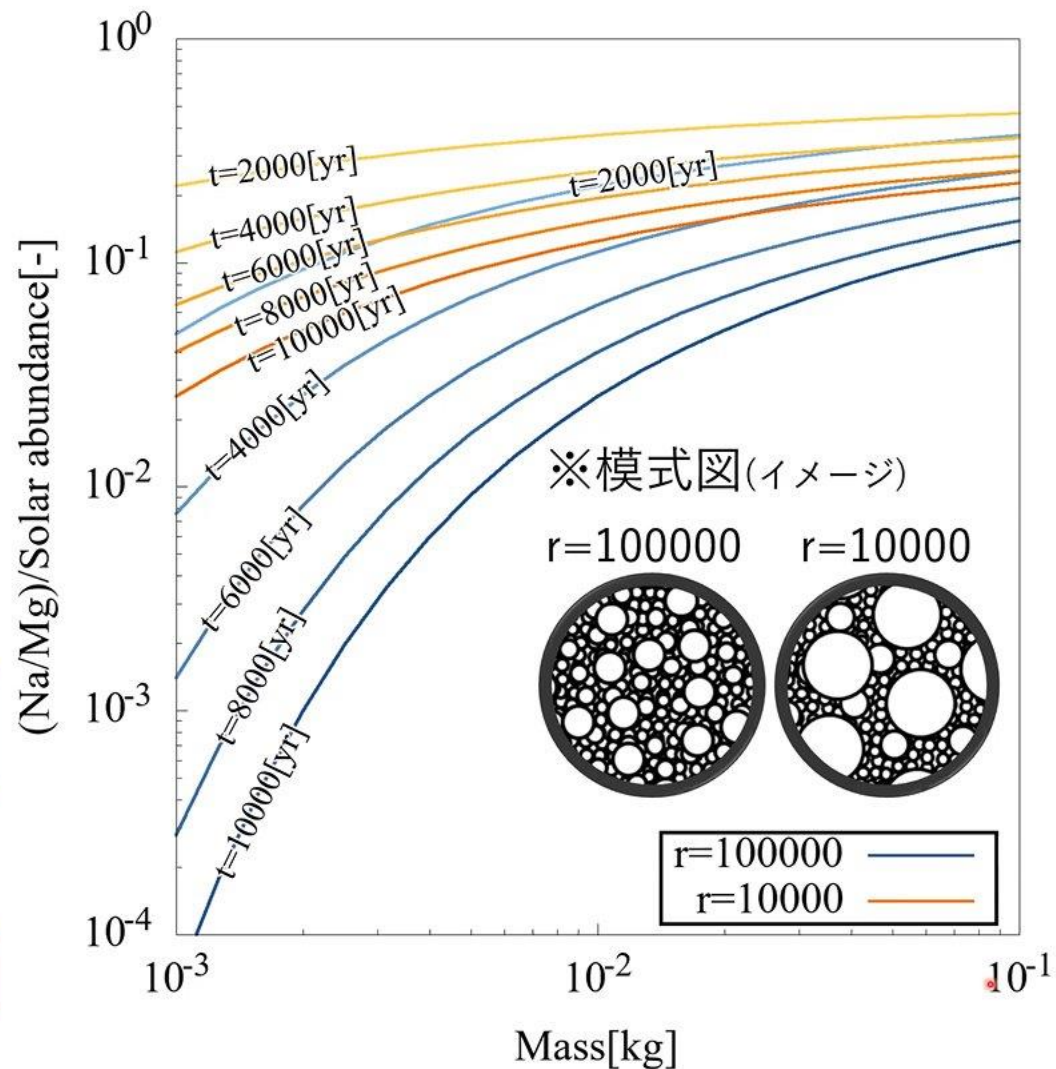 (Na/Mg)/Solar abundance[-]
10⁰
10⁻¹
10⁻²
10⁻³
10⁻⁴
t=2000[yr]
t=4000[yr]
t=6000[yr]
t=8000[yr]
t=10000[yr]
t=2000[yr]
t=4000[yr]
t=6000[yr]
t=8000[yr]
t=10000[yr]
※模式図(イメージ)
r=100000 r=10000
r=100000
r=10000
10⁻³ 10⁻² 10⁻¹
Mass[kg]